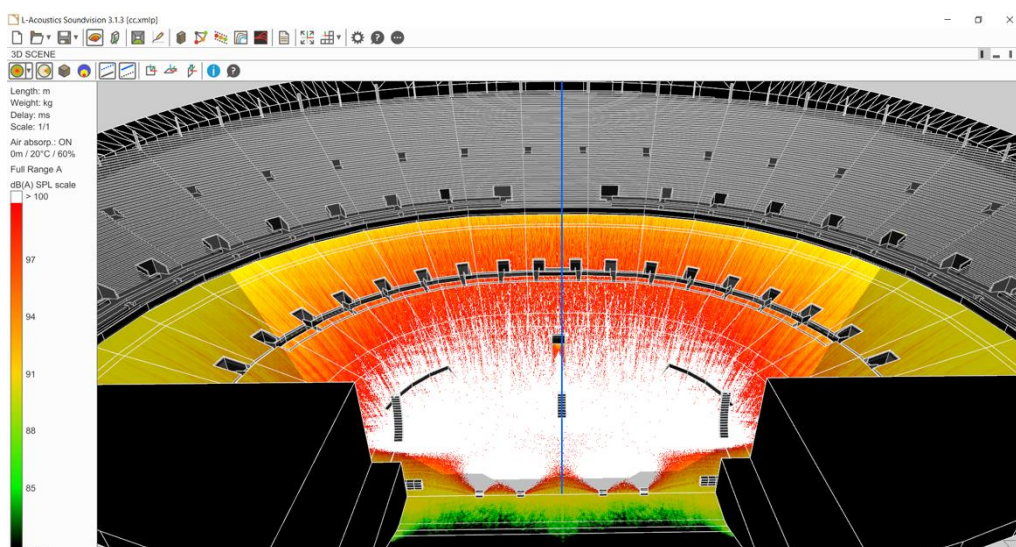 L-Acoustics Soundvision 3.1.3 [cc.xmlp]
3D SCENE
Length: m
Weight: kg
Delay: ms
Scale: 1/1
Air absorp.: ON
0m / 20°C / 60%
Full Range A
dB(A) SPL scale
> 100
97
94
91
88
85